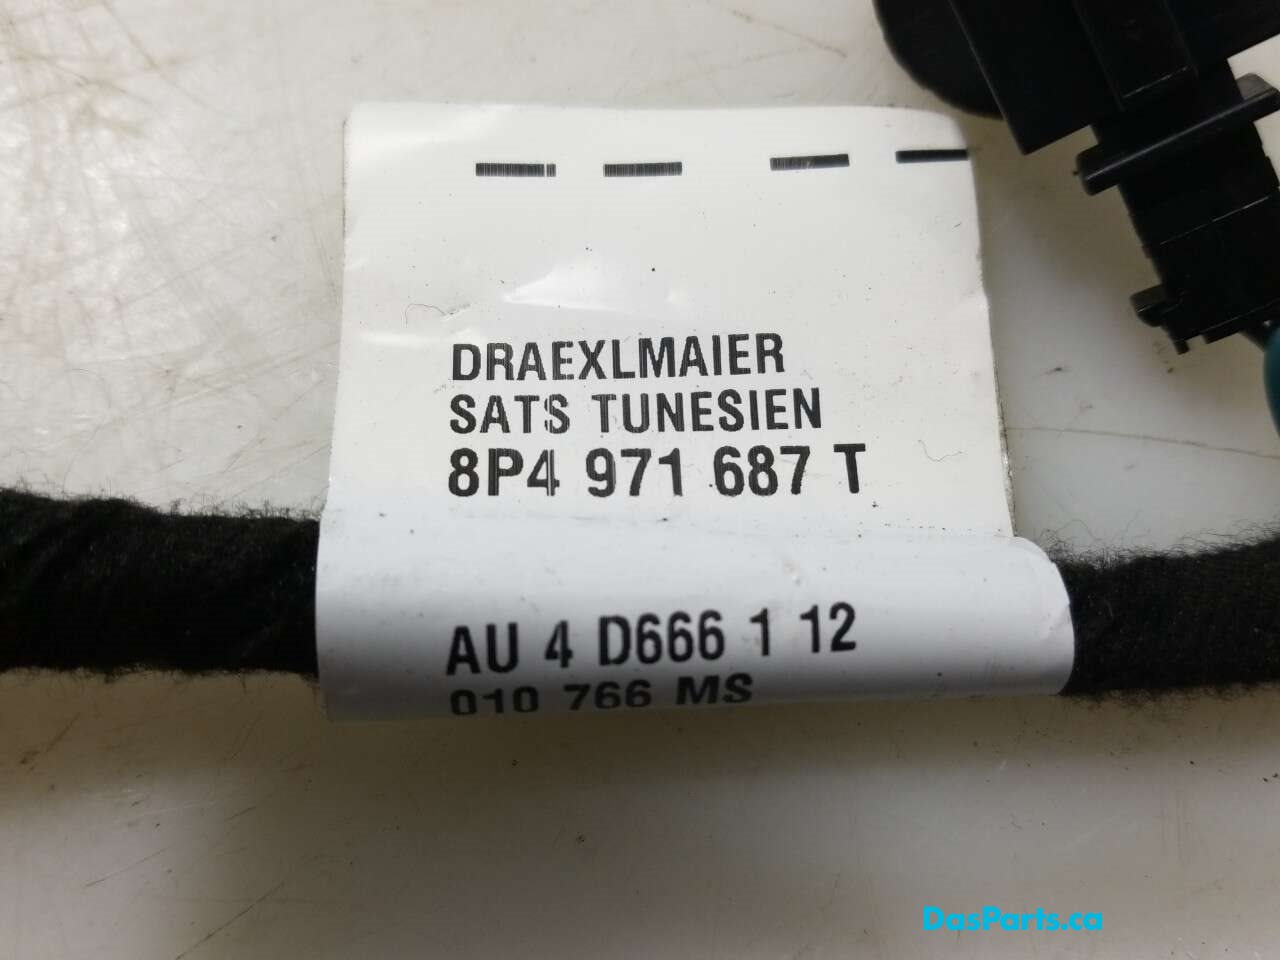 DRAEXLMAIER
SATS TUNESIEN
8P4 971 687 T
AU 4 D666 1 12
010 766 MS
DasParts.ca